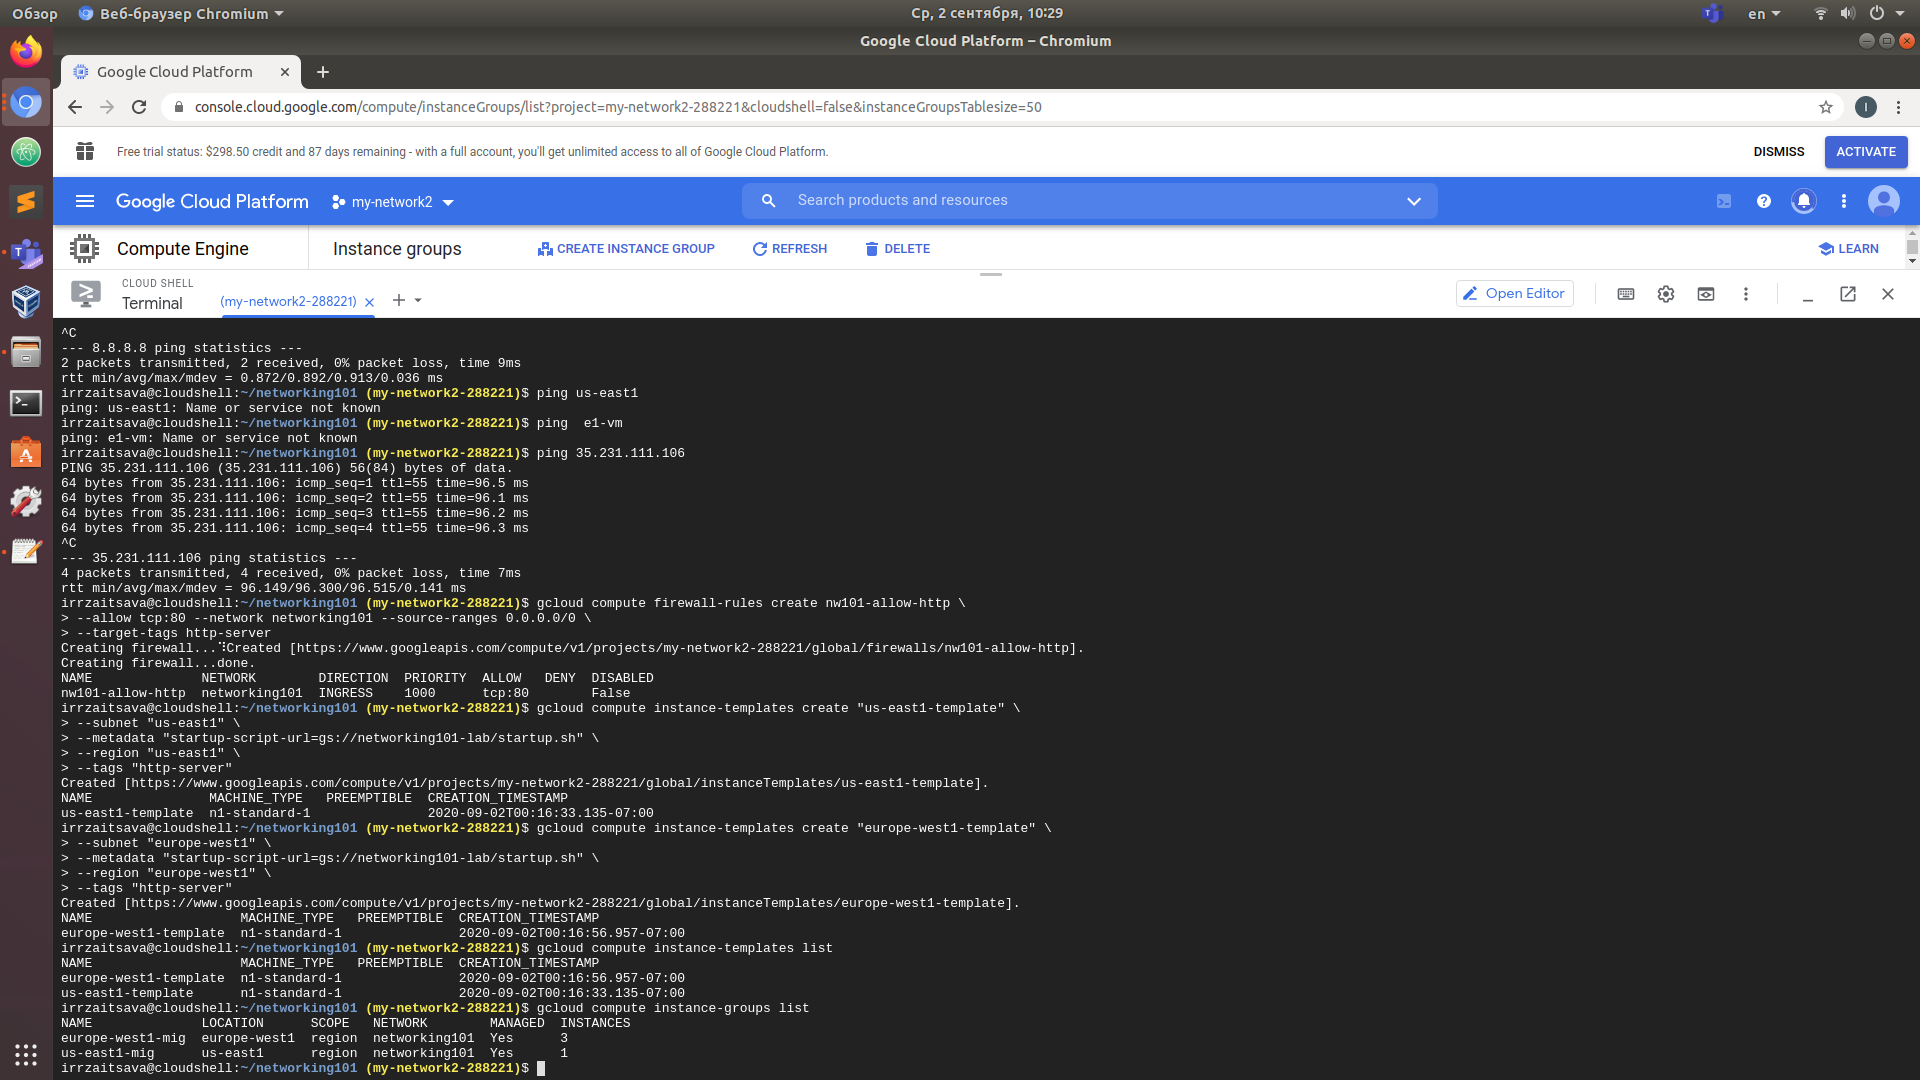 Обзор
Веб-браузер Chromium
Ср, 2 сентября, 10:29
en
Google Cloud Platform – Chromium
Google Cloud Platform
console.cloud.google.com/compute/instanceGroups/list?project=my-network2-288221&cloudshell=false&instanceGroupsTablesize=50
I
Free trial status: $298.50 credit and 87 days remaining - with a full account, you'll get unlimited access to all of Google Cloud Platform.
DISMISS
ACTIVATE
Google Cloud Platform
my-network2
Search products and resources
Compute Engine
Instance groups
CREATE INSTANCE GROUP
REFRESH
DELETE
LEARN
CLOUD SHELL
Terminal
(my-network2-288221)
Open Editor
^C
--- 8.8.8.8 ping statistics ---
2 packets transmitted, 2 received, 0% packet loss, time 9ms
rtt min/avg/max/mdev = 0.872/0.892/0.913/0.036 ms
irrzaitsava@cloudshell:~/networking101 (my-network2-288221)$ ping us-east1
ping: us-east1: Name or service not known
irrzaitsava@cloudshell:~/networking101 (my-network2-288221)$ ping  e1-vm
ping: e1-vm: Name or service not known
irrzaitsava@cloudshell:~/networking101 (my-network2-288221)$ ping 35.231.111.106
PING 35.231.111.106 (35.231.111.106) 56(84) bytes of data.
64 bytes from 35.231.111.106: icmp_seq=1 ttl=55 time=96.5 ms
64 bytes from 35.231.111.106: icmp_seq=2 ttl=55 time=96.1 ms
64 bytes from 35.231.111.106: icmp_seq=3 ttl=55 time=96.2 ms
64 bytes from 35.231.111.106: icmp_seq=4 ttl=55 time=96.3 ms
^C
--- 35.231.111.106 ping statistics ---
4 packets transmitted, 4 received, 0% packet loss, time 7ms
rtt min/avg/max/mdev = 96.149/96.300/96.515/0.141 ms
irrzaitsava@cloudshell:~/networking101 (my-network2-288221)$ gcloud compute firewall-rules create nw101-allow-http \
> --allow tcp:80 --network networking101 --source-ranges 0.0.0.0/0 \
> --target-tags http-server
Creating firewall...⠹Created [https://www.googleapis.com/compute/v1/projects/my-network2-288221/global/firewalls/nw101-allow-http].
Creating firewall...done.
NAME              NETWORK        DIRECTION  PRIORITY  ALLOW   DENY  DISABLED
nw101-allow-http  networking101  INGRESS    1000      tcp:80        False
irrzaitsava@cloudshell:~/networking101 (my-network2-288221)$ gcloud compute instance-templates create "us-east1-template" \
> --subnet "us-east1" \
> --metadata "startup-script-url=gs://networking101-lab/startup.sh" \
> --region "us-east1" \
> --tags "http-server"
Created [https://www.googleapis.com/compute/v1/projects/my-network2-288221/global/instanceTemplates/us-east1-template].
NAME               MACHINE_TYPE   PREEMPTIBLE  CREATION_TIMESTAMP
us-east1-template  n1-standard-1               2020-09-02T00:16:33.135-07:00
irrzaitsava@cloudshell:~/networking101 (my-network2-288221)$ gcloud compute instance-templates create "europe-west1-template" \
> --subnet "europe-west1" \
> --metadata "startup-script-url=gs://networking101-lab/startup.sh" \
> --region "europe-west1" \
> --tags "http-server"
Created [https://www.googleapis.com/compute/v1/projects/my-network2-288221/global/instanceTemplates/europe-west1-template].
NAME                   MACHINE_TYPE   PREEMPTIBLE  CREATION_TIMESTAMP
europe-west1-template  n1-standard-1               2020-09-02T00:16:56.957-07:00
irrzaitsava@cloudshell:~/networking101 (my-network2-288221)$ gcloud compute instance-templates list
NAME                   MACHINE_TYPE   PREEMPTIBLE  CREATION_TIMESTAMP
europe-west1-template  n1-standard-1               2020-09-02T00:16:56.957-07:00
us-east1-template      n1-standard-1               2020-09-02T00:16:33.135-07:00
irrzaitsava@cloudshell:~/networking101 (my-network2-288221)$ gcloud compute instance-groups list
NAME              LOCATION      SCOPE   NETWORK        MANAGED  INSTANCES
europe-west1-mig  europe-west1  region  networking101  Yes      3
us-east1-mig      us-east1      region  networking101  Yes      1
irrzaitsava@cloudshell:~/networking101 (my-network2-288221)$